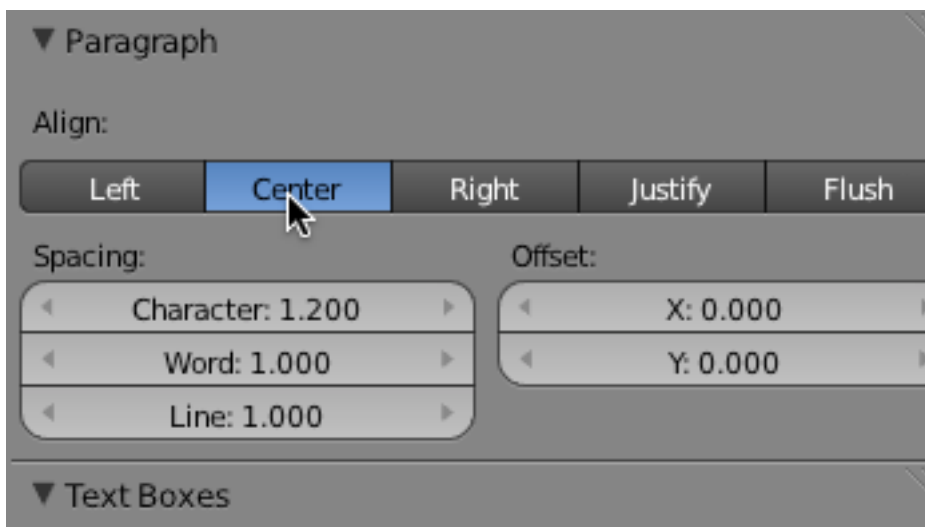 Paragraph
Align:
Left Center Right Justify Flush
Spacing: Offset:
Character: 1.200 X: 0.000
Word: 1.000 Y: 0.000
Line: 1.000
Text Boxes